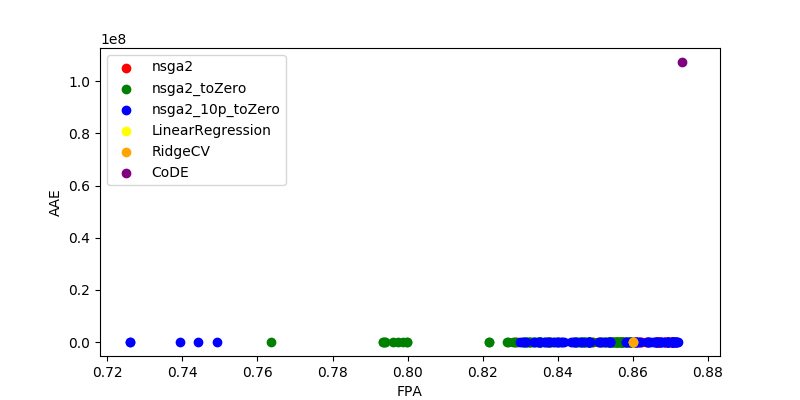 1e8
1.0
0.8
0.6
0.4
0.2
0.0
AAE
nsga2
nsga2_toZero
nsga2_10p_toZero
LinearRegression
RidgeCV
CoDE
0.72 0.74 0.76 0.78 0.80 0.82 0.84 0.86 0.88
FPA